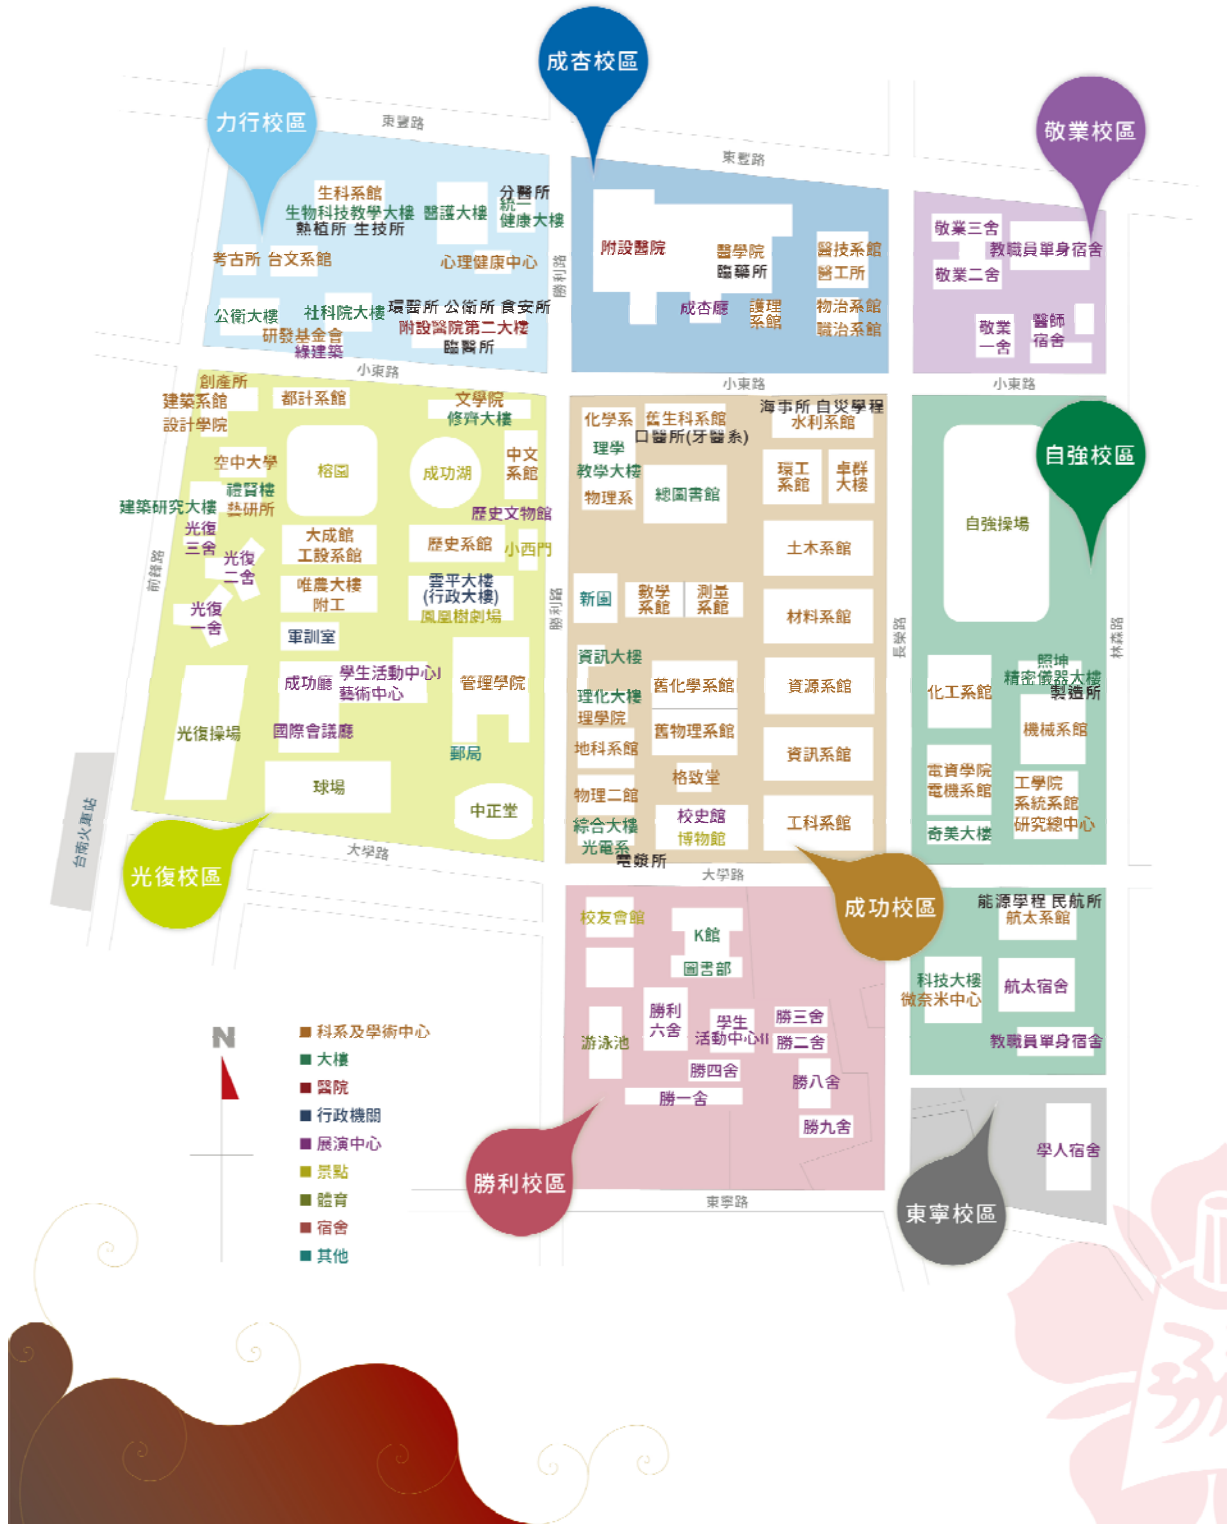 成杏校區
力行校區
敬業校區
東豐路
東豐路
生科系館
生物科技教學大樓
熱植所 生技所
醫護大樓
分醫所
統一
健康大樓
考古所 台文系館
心理健康中心
公衛大樓
社科院大樓
環醫所 公衛所 食安所
附設醫院第二大樓
臨醫所
研發基金會
綠建築
勝利路
附設醫院
醫學院
臨藥所
醫技系館
醫工所
成杏廳
護理
系館
物治系館
職治系館
敬業三舍
教職員單身宿舍
敬業二舍
敬業
一舍
醫師
宿舍
小東路
小東路
小東路
創產所
建築系館
設計學院
都計系館
文學院
修齊大樓
空中大學
榕園
成功湖
中文
系館
禮賢樓
建築研究大樓
藝研所
歷史文物館
光復
三舍
大成館
工設系館
歷史系館
小西門
光復
二舍
唯農大樓
附工
雲平大樓
(行政大樓)
鳳凰樹劇場
光復
一舍
軍訓室
前鋒路
成功廳
學生活動中心I
藝術中心
管理學院
光復操場
國際會議廳
郵局
球場
中正堂
台南火車站
光復校區
大學路
化學系
舊生科系館
口醫所(牙醫系)
海事所 自災學程
水利系館
理學
教學大樓
物理系
總圖書館
環工
系館
卓群
大樓
土木系館
新園
數學
系館
測量
系館
材料系館
勝利路
資訊大樓
理化大樓
理學院
舊化學系館
資源系館
地科系館
舊物理系館
資訊系館
格致堂
物理二館
綜合大樓
光電系
校史館
博物館
工科系館
電漿所
大學路
成功校區
長榮路
自強校區
自強操場
林森路
照坤
精密儀器大樓
製造所
化工系館
機械系館
電資學院
電機系館
工學院
系統系館
研究總中心
奇美大樓
能源學程 民航所
航太系館
科技大樓
微奈米中心
航太宿舍
教職員單身宿舍
校友會館
K館
圖書部
游泳池
勝利
六舍
學生
活動中心II
勝三舍
勝二舍
勝四舍
勝一舍
勝八舍
勝九舍
勝利校區
東寧路
東寧校區
學人宿舍
N
科系及學術中心
大樓
醫院
行政機關
展演中心
景點
體育
宿舍
其他